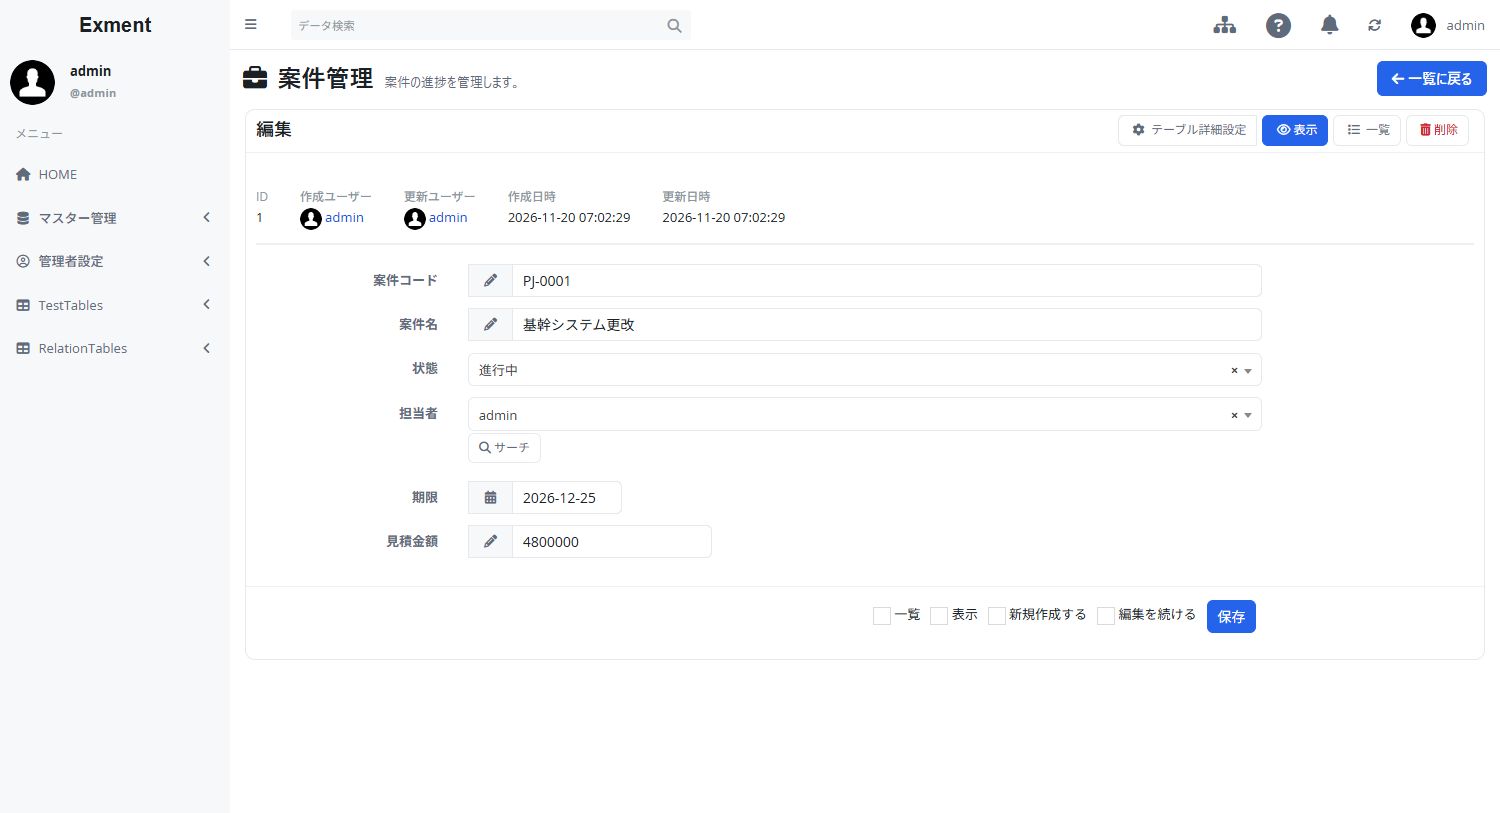 Exment
データ検索
admin
admin
@admin
メニュー
HOME
マスター管理
管理者設定
TestTables
RelationTables
案件管理 案件の進捗を管理します。
一覧に戻る
編集
テーブル詳細設定 表示 一覧 削除
ID 作成ユーザー 更新ユーザー 作成日時 更新日時
1 admin admin 2026-11-20 07:02:29 2026-11-20 07:02:29
案件コード PJ-0001
案件名 基幹システム更改
状態 進行中 ×
担当者 admin ×
サーチ
期限 2026-12-25
見積金額 4800000
一覧 表示 新規作成する 編集を続ける 保存